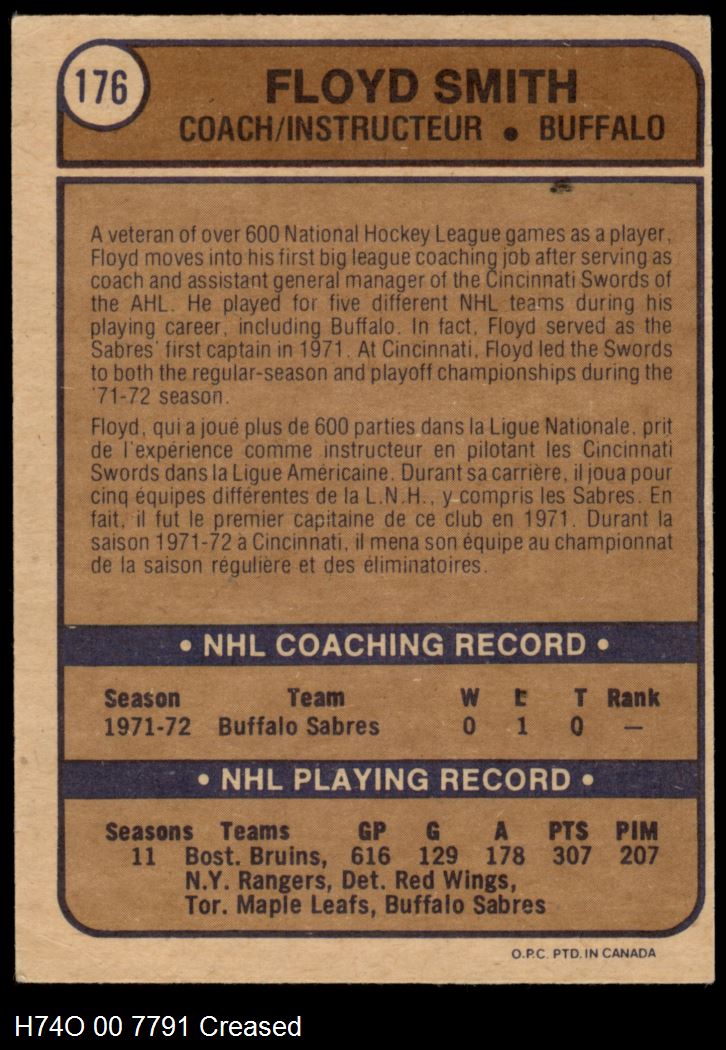 176
FLOYD SMITH
COACH/INSTRUCTEUR • BUFFALO
A veteran of over 600 National Hockey League games as a player,
Floyd moves into his first big league coaching job after serving as
coach and assistant general manager of the Cincinnati Swords of
the AHL. He played for five different NHL teams during his
playing career, including Buffalo. In fact, Floyd served as the
Sabres' first captain in 1971. At Cincinnati, Floyd led the Swords
to both the regular-season and playoff championships during the
'71-72 season.
Floyd, qui a joué plus de 600 parties dans la Ligue Nationale, prit
de l'expérience comme instructeur en pilotant les Cincinnati
Swords dans la Ligue Américaine. Durant sa carrière, il joua pour
cinq équipes différentes de la L.N.H., y compris les Sabres. En
fait, il fut le premier capitaine de ce club en 1971. Durant la
saison 1971-72 à Cincinnati, il mena son équipe au championnat
de la saison régulière et des éliminatoires.
• NHL COACHING RECORD •
Season Team W L T Rank
1971-72 Buffalo Sabres 0 1 0 —
• NHL PLAYING RECORD •
Seasons Teams GP G A PTS PIM
11 Bost. Bruins, 616 129 178 307 207
N.Y. Rangers, Det. Red Wings,
Tor. Maple Leafs, Buffalo Sabres
O.P.C. PTD. IN CANADA
H74O 00 7791 Creased